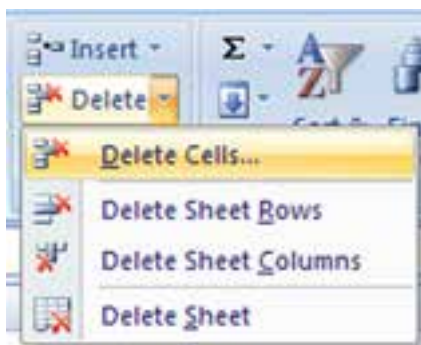 Insert
Σ
A
Z
Delete
Delete Cells...
Delete Sheet Rows
Delete Sheet Columns
Delete Sheet